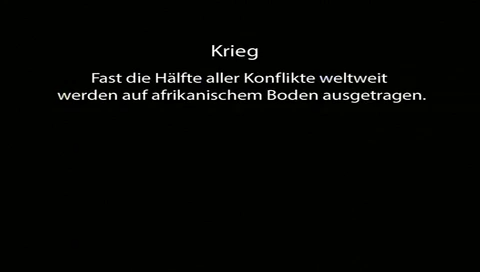 Krieg
Fast die Hälfte aller Konflikte weltweit
werden auf afrikanischem Boden ausgetragen.